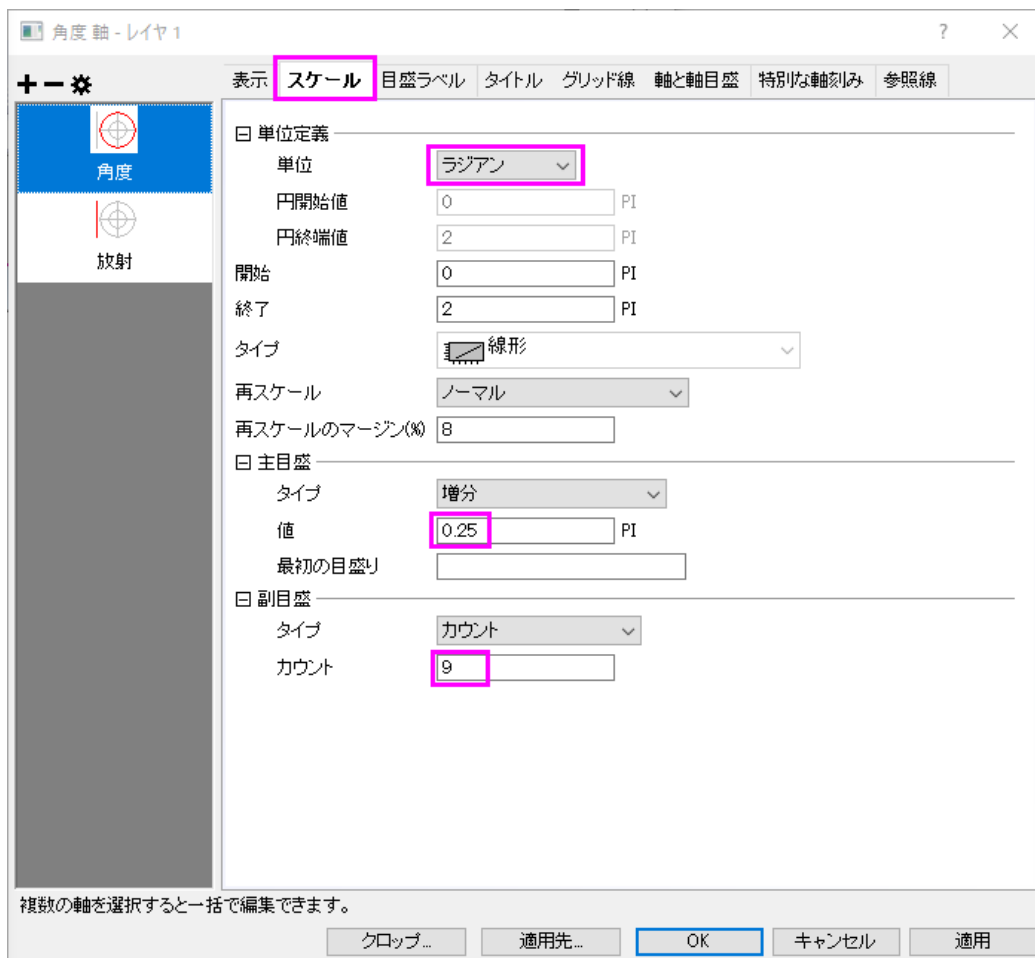 角度 軸 - レイヤ 1 ?
表示 スケール 目盛ラベル タイトル グリッド線 軸と軸目盛 特別な軸刻み 参照線
角度
放射
単位定義
単位 ラジアン
円開始値 0 PI
円終端値 2 PI
開始 0 PI
終了 2 PI
タイプ 線形
再スケール ノーマル
再スケールのマージン(%) 8
主目盛
タイプ 増分
値 0.25 PI
最初の目盛り
副目盛
タイプ カウント
カウント 9
複数の軸を選択すると一括で編集できます。
クロップ... 適用先... OK キャンセル 適用